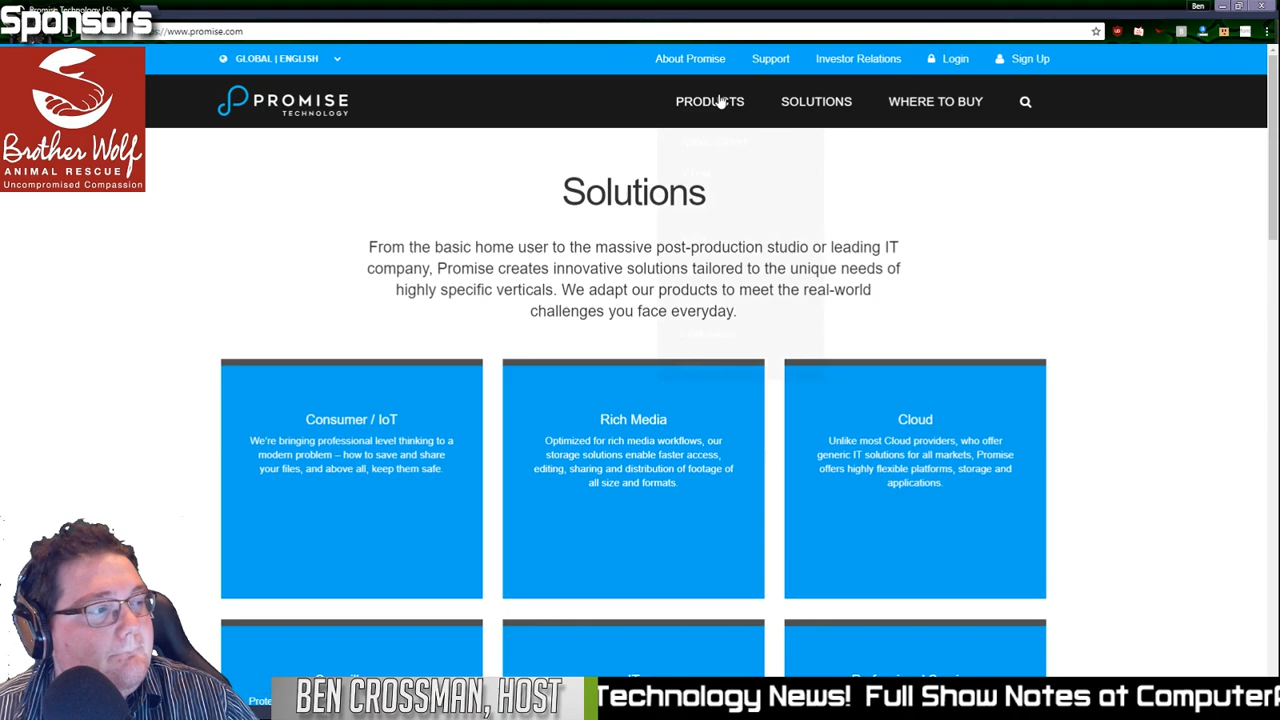 Sponsors
Promise Technology | St
Ben
www.promise.com
GLOBAL | ENGLISH
About Promise
Support
Investor Relations
Login
Sign Up
PROMISE
TECHNOLOGY
PRODUCTS
SOLUTIONS
WHERE TO BUY
Brother Wolf
ANIMAL RESCUE
Uncompromised Compassion
Solutions
From the basic home user to the massive post-production studio or leading IT
company, Promise creates innovative solutions tailored to the unique needs of
highly specific verticals. We adapt our products to meet the real-world
challenges you face everyday.
Consumer / IoT
We're bringing professional level thinking to a
modern problem – how to save and share
your files, and above all, keep them safe.
Rich Media
Optimized for rich media workflows, our
storage solutions enable faster access,
editing, sharing and distribution of footage of
all size and formats.
Cloud
Unlike most Cloud providers, who offer
generic IT solutions for all markets, Promise
offers highly flexible platforms, storage and
applications.
BEN CROSSMAN, HOST
Technology News! Full Show Notes at Computer